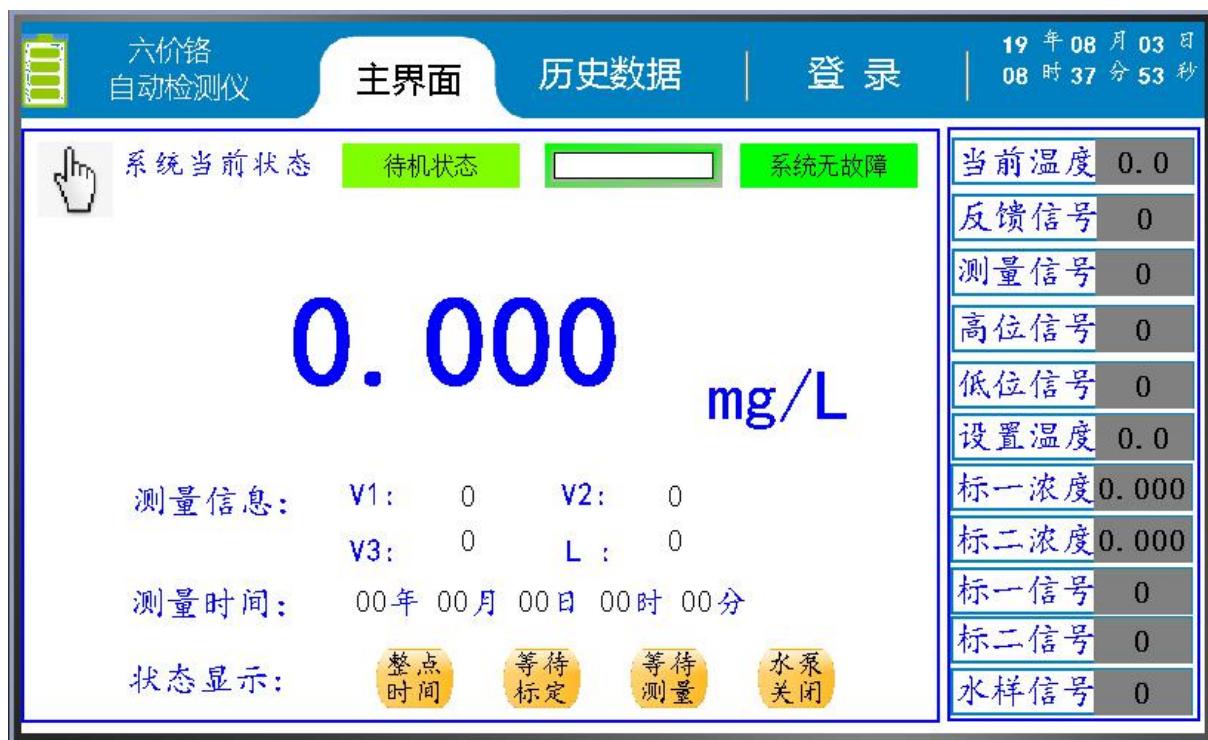 六价铬
自动检测仪
主界面
历史数据
登 录
19 年 08 月 03 日
08 时 37 分 53 秒
系统当前状态 待机状态 系统无故障
0.000 mg/L
测量信息: V1: 0 V2: 0
V3: 0 L : 0
测量时间: 00年 00月 00日 00时 00分
状态显示:
整点
时间
等待
标定
等待
测量
水泵
关闭
当前温度 0.0
反馈信号 0
测量信号 0
高位信号 0
低位信号 0
设置温度 0.0
标一浓度 0.000
标二浓度 0.000
标一信号 0
标二信号 0
水样信号 0